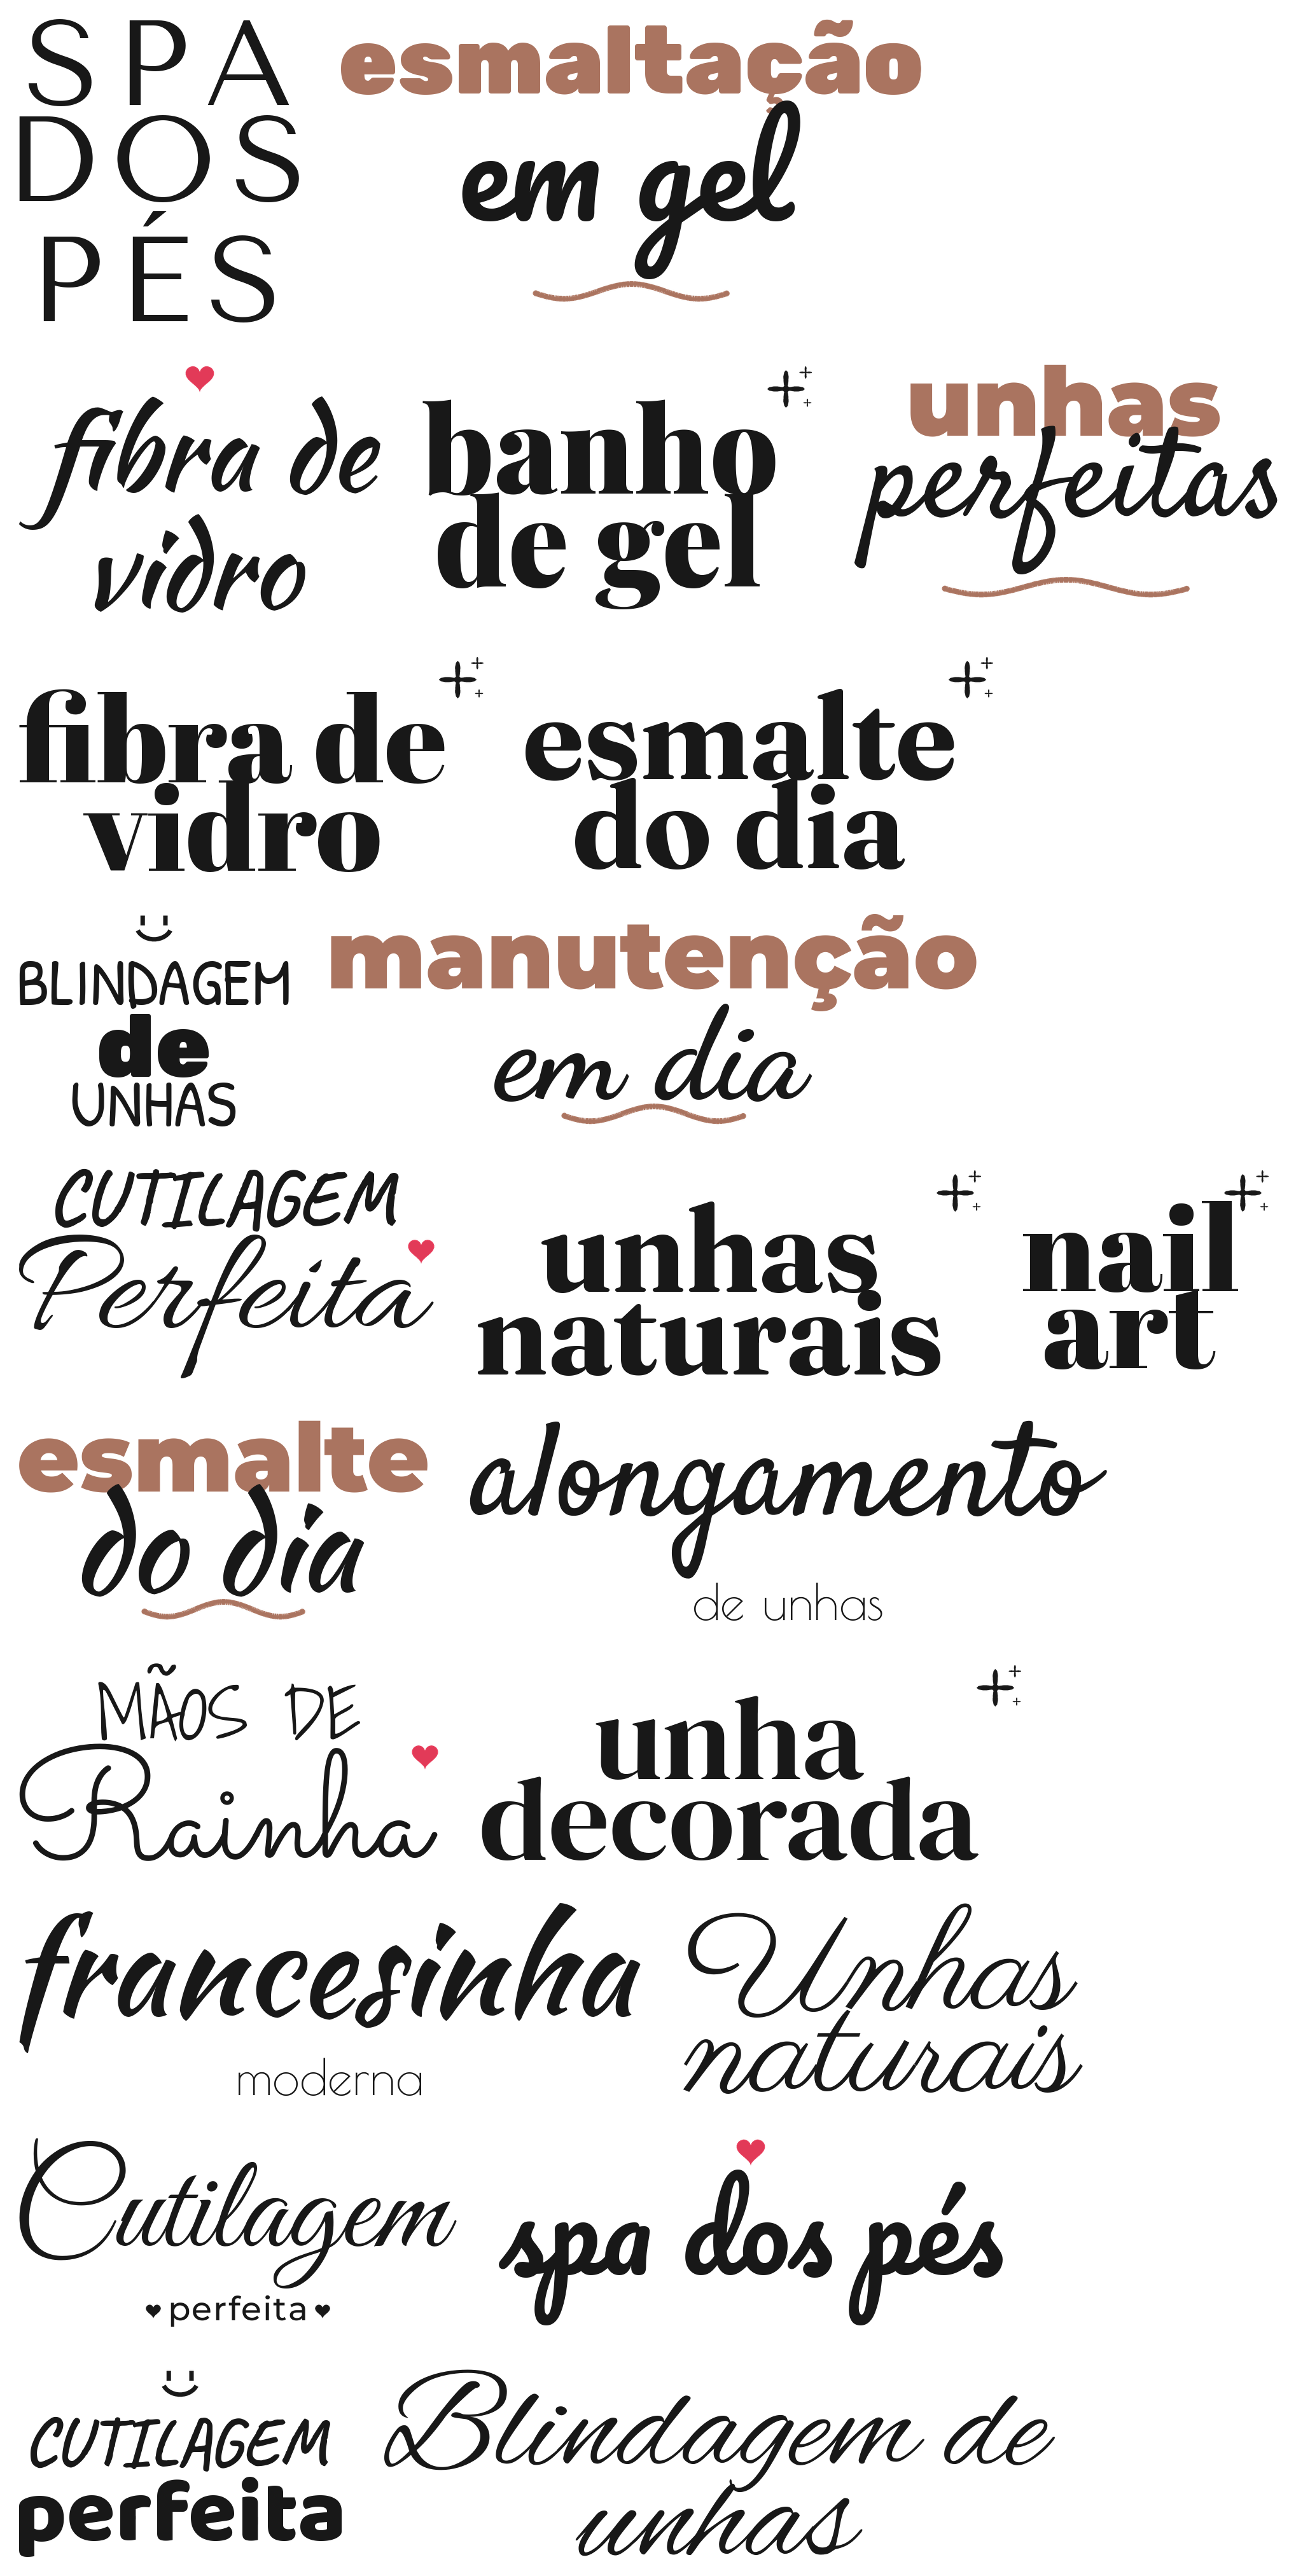 SPA
DOS
PÉS
esmaltação
em gel
fibra de
vidro
banho
de gel
unhas
perfeitas
fibra de
vidro
esmalte
do dia
BLINDAGEM
de
UNHAS
manutenção
em dia
CUTILAGEM
Perfeita
unhas
naturais
nail
art
esmalte
do dia
alongamento
de unhas
MÃOS DE
Rainha
unha
decorada
francesinha
moderna
Unhas
naturais
Cutilagem
perfeita
spa dos pés
CUTILAGEM
perfeita
Blindagem de
unhas